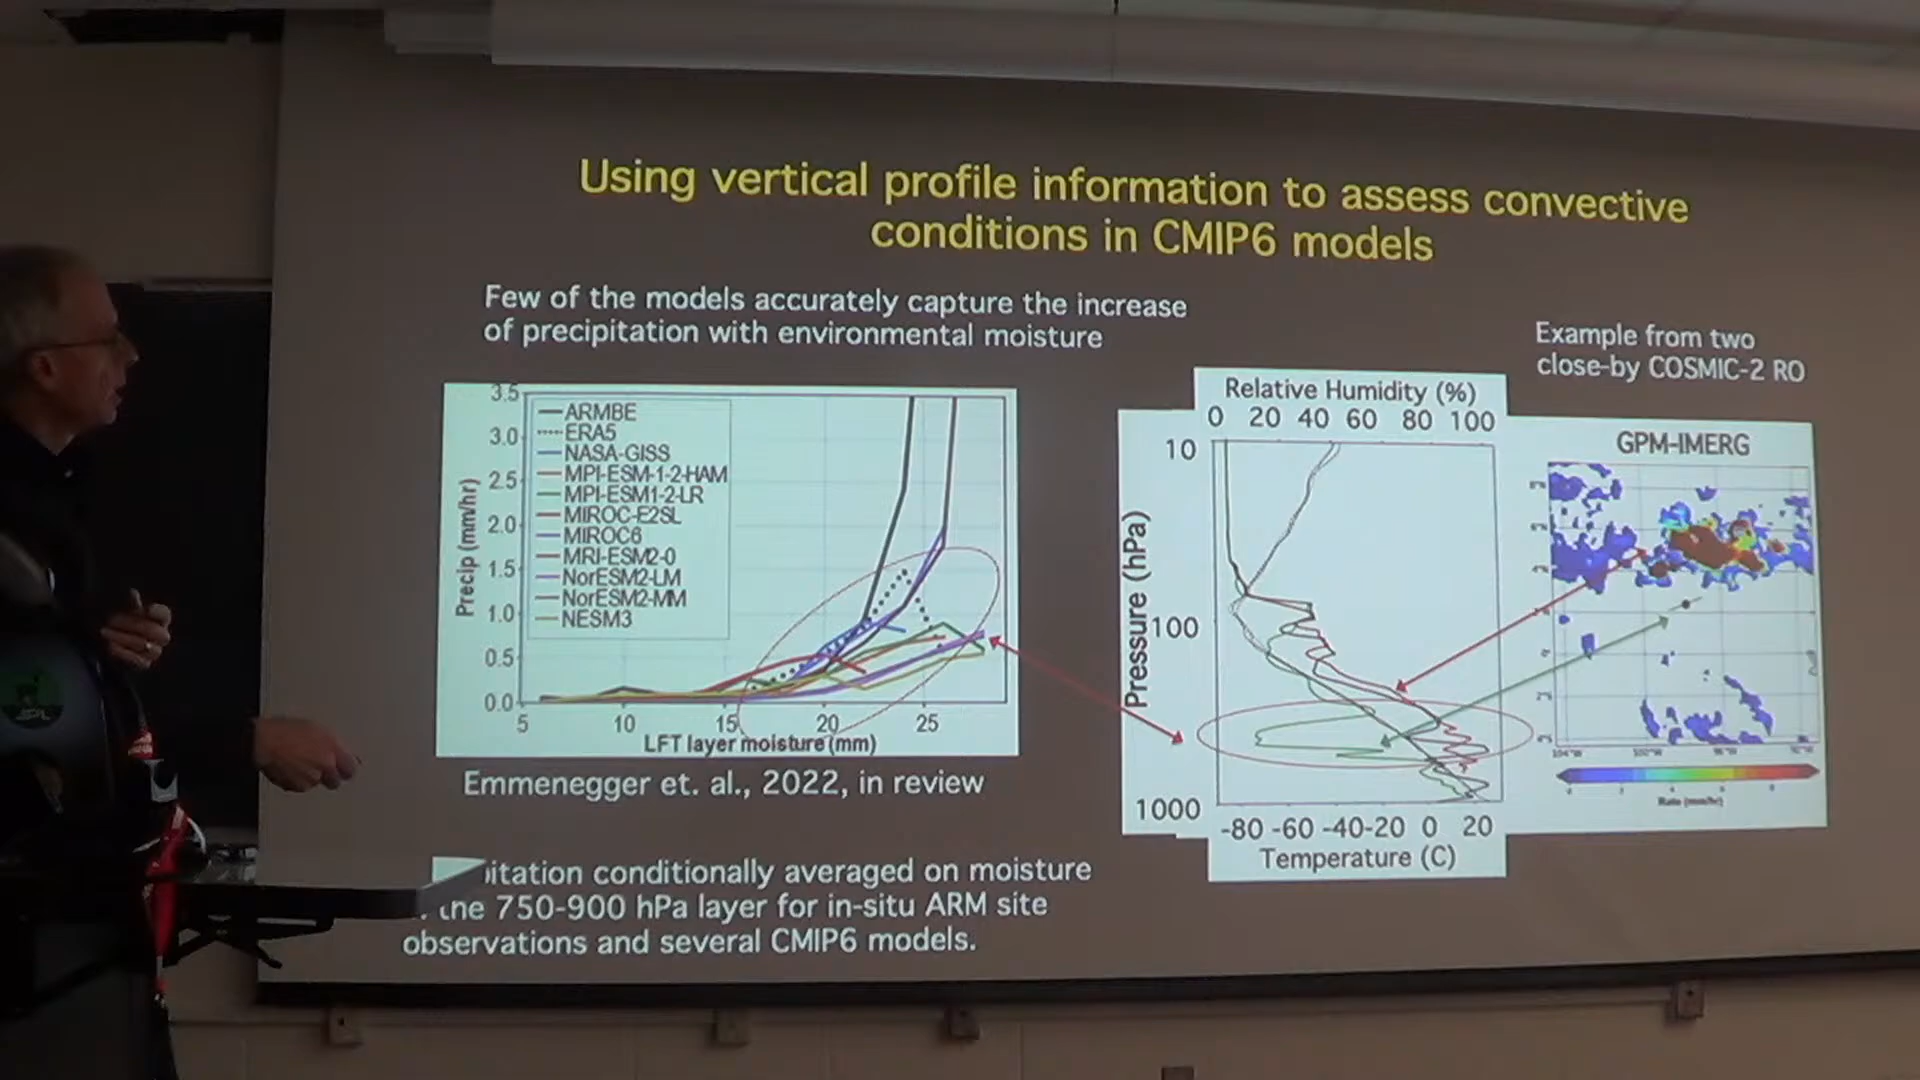 Using vertical profile information to assess convective
conditions in CMIP6 models
Few of the models accurately capture the increase
of precipitation with environmental moisture
Example from two
close-by COSMIC-2 RO
3.5
3.0
2.5
2.0
1.5
1.0
0.5
0.0
Precip (mm/hr)
ARMBE
ERA5
NASA-GISS
MPI-ESM-1-2-HAM
MPI-ESM1-2-LR
MIROC-E2SL
MIROC6
MRI-ESM2-0
NorESM2-LM
NorESM2-MM
NESM3
5 10 15 20 25
LFT layer moisture (mm)
Emmenegger et. al., 2022, in review
Relative Humidity (%)
0 20 40 60 80 100
10
100
1000
Pressure (hPa)
-80 -60 -40 -20 0 20
Temperature (C)
GPM-IMERG
Rate (mm/hr)
itation conditionally averaged on moisture
the 750-900 hPa layer for in-situ ARM site
observations and several CMIP6 models.